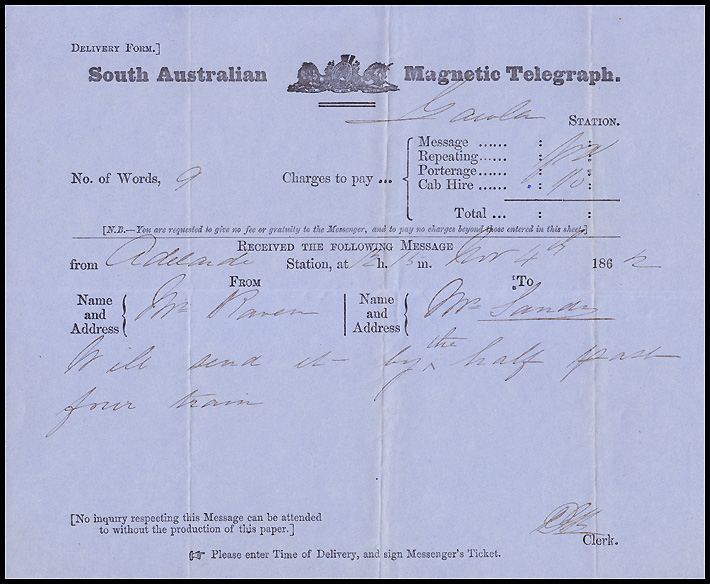 DELIVERY FORM.]
South Australian Magnetic Telegraph.
Gawler STATION.
No. of Words, 9 Charges to pay ...
Message ...... : :
Repeating...... : :
Porterage...... : :
Cab Hire ...... : :
Total ... : :
[N.B.—You are requested to give no fee or gratuity to the Messenger, and to pay no charges beyond those entered in this sheet.]
RECEIVED THE FOLLOWING MESSAGE
from Adelaide Station, at h. 15 m. Nov 4th 1862
FROM TO
Name and Address Mr Raven Name and Address Mr Sandy
Will send it by the half past
four train
[No inquiry respecting this Message can be attended
to without the production of this paper.]
Clerk.
☞ Please enter Time of Delivery, and sign Messenger's Ticket.